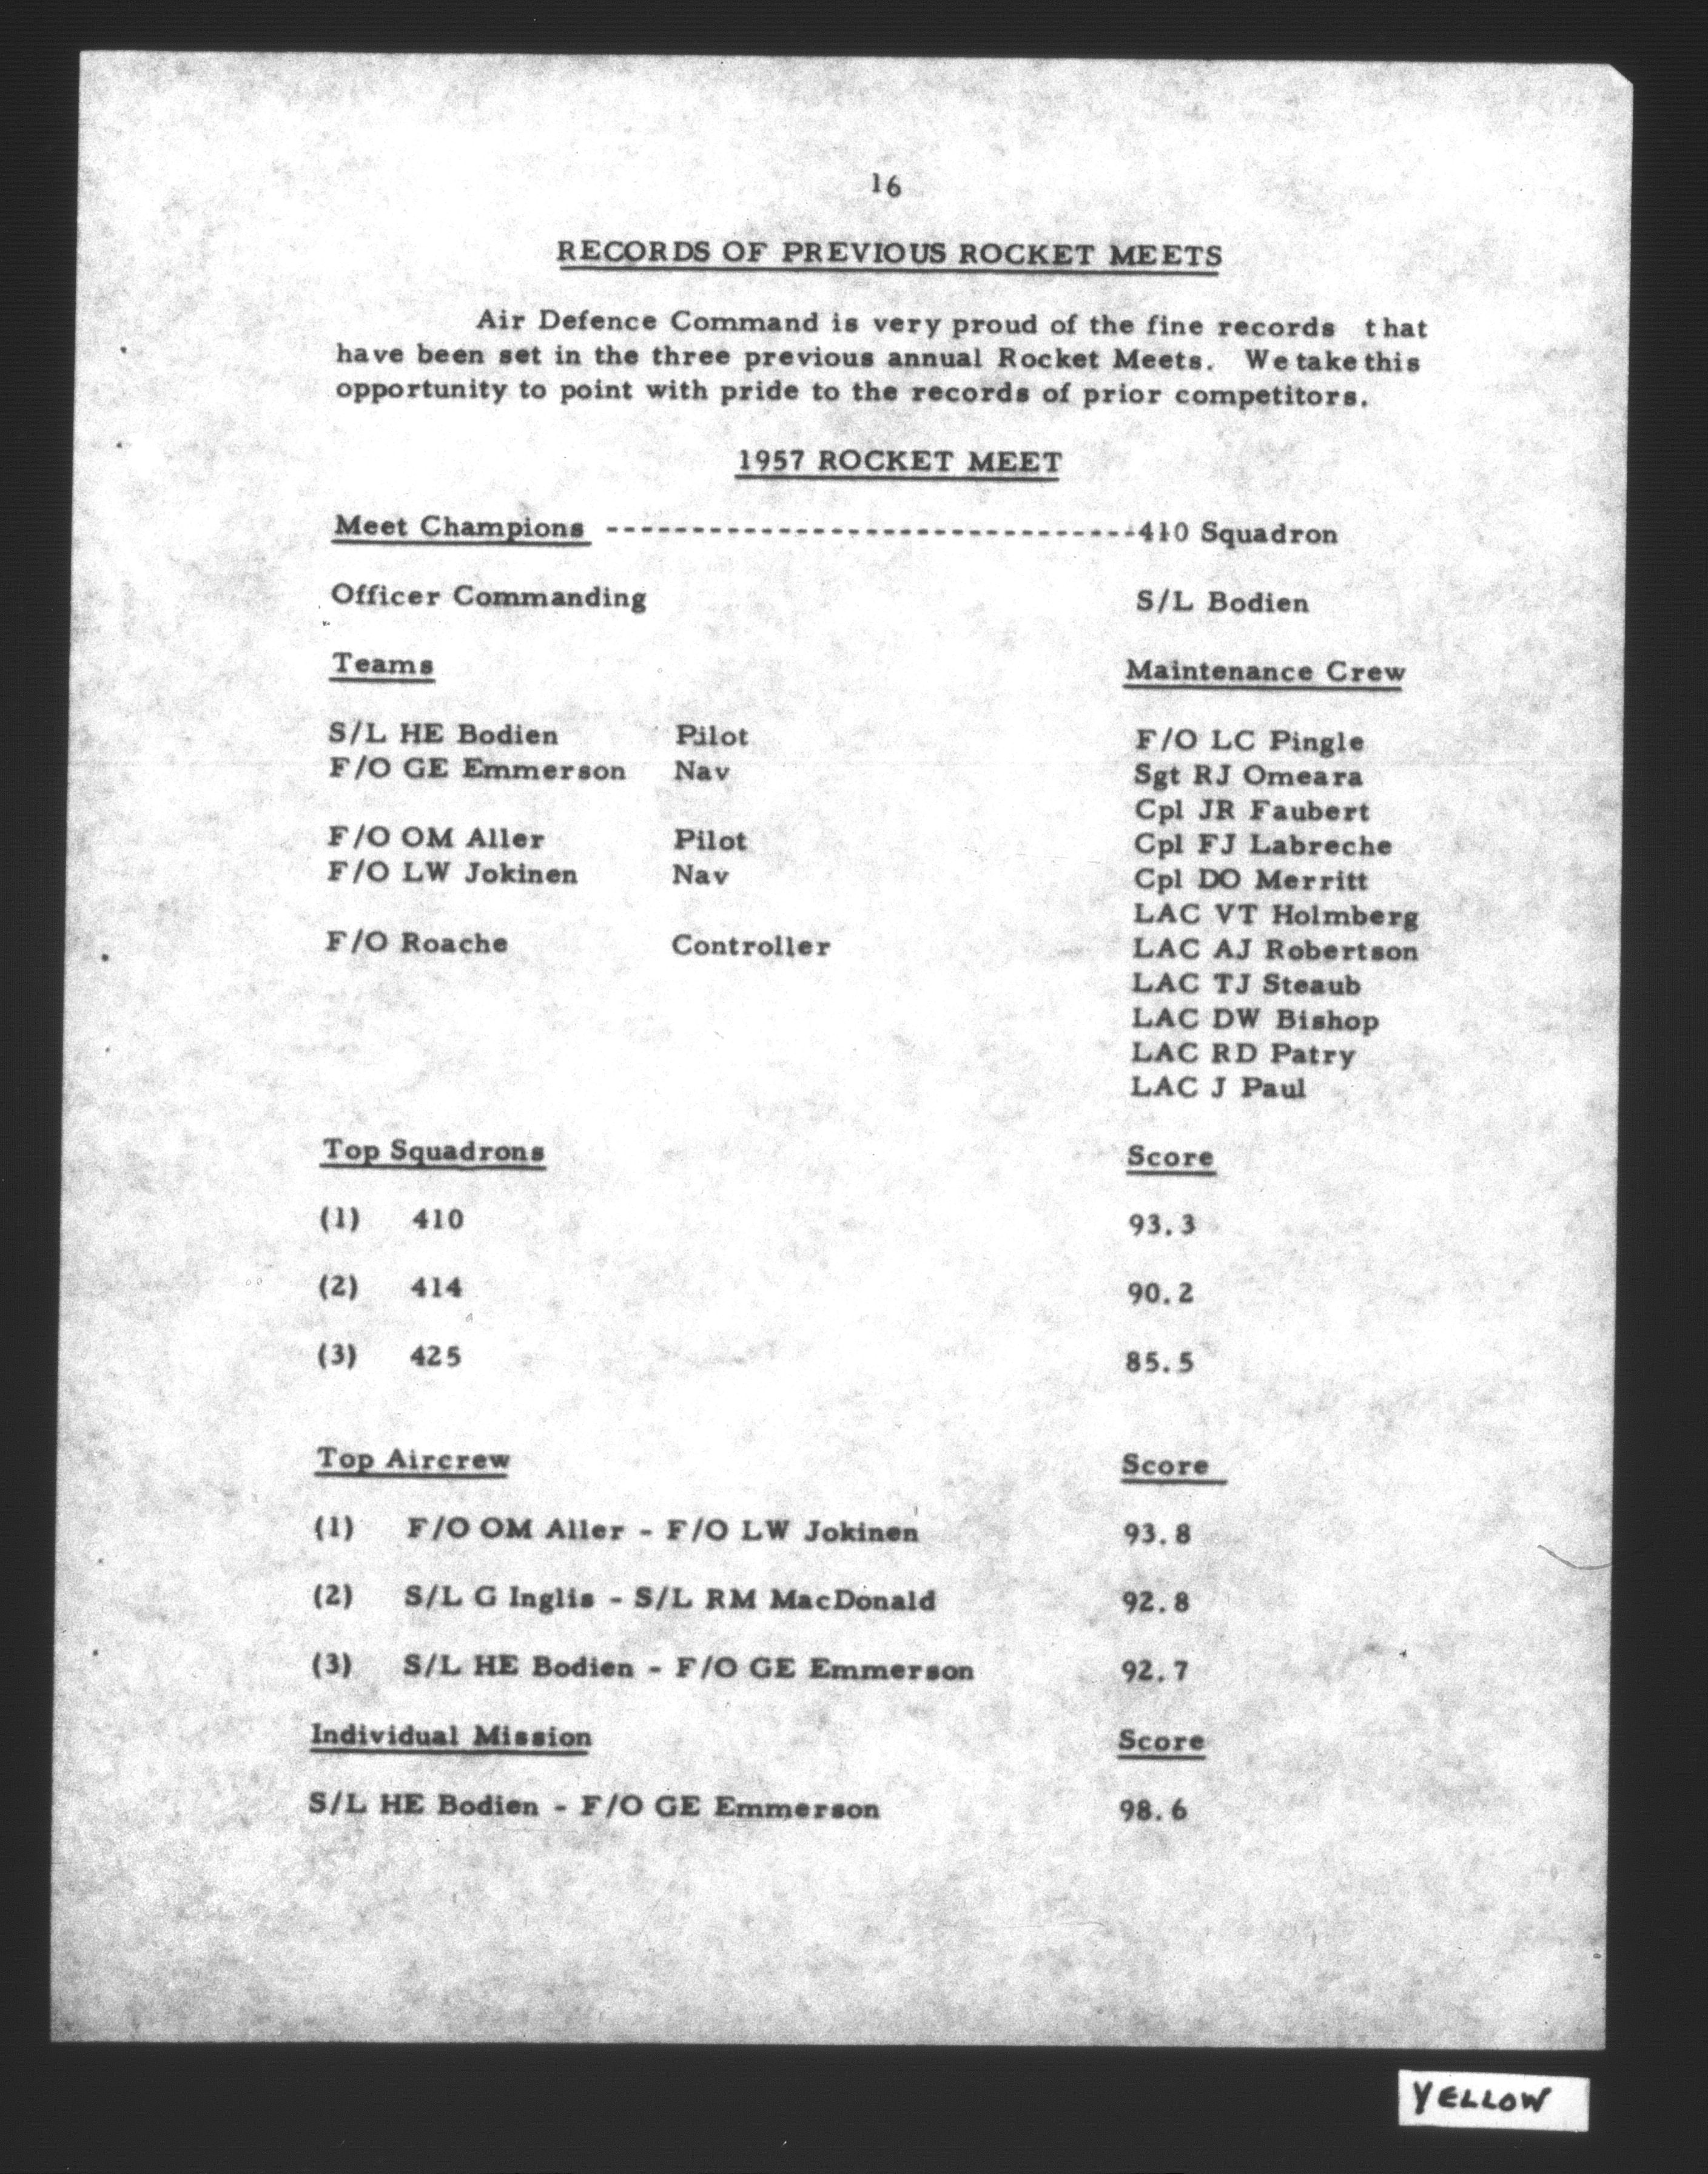 16
RECORDS OF PREVIOUS ROCKET MEETS
Air Defence Command is very proud of the fine records that
have been set in the three previous annual Rocket Meets. We take this
opportunity to point with pride to the records of prior competitors.
1957 ROCKET MEET
Meet Champions -------------------------------410 Squadron
Officer Commanding S/L Bodien
Teams Maintenance Crew
S/L HE Bodien Pilot F/O LC Pingle
F/O GE Emmerson Nav Sgt RJ Omeara
Cpl JR Faubert
F/O OM Aller Pilot Cpl FJ Labreche
F/O LW Jokinen Nav Cpl DO Merritt
LAC VT Holmberg
F/O Roache Controller LAC AJ Robertson
LAC TJ Steaub
LAC DW Bishop
LAC RD Patry
LAC J Paul
Top Squadrons Score
(1) 410 93.3
(2) 414 90.2
(3) 425 85.5
Top Aircrew Score
(1) F/O OM Aller - F/O LW Jokinen 93.8
(2) S/L G Inglis - S/L RM MacDonald 92.8
(3) S/L HE Bodien - F/O GE Emmerson 92.7
Individual Mission Score
S/L HE Bodien - F/O GE Emmerson 98.6
YELLOW